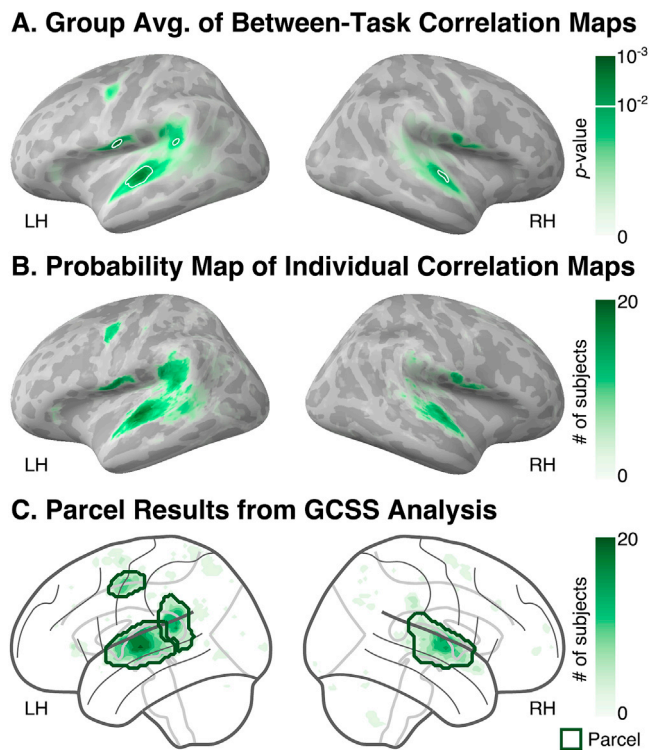 A. Group Avg. of Between-Task Correlation Maps
10⁻³
10⁻²
p-value
0
LH
RH
B. Probability Map of Individual Correlation Maps
20
# of subjects
0
LH
RH
C. Parcel Results from GCSS Analysis
20
# of subjects
0
LH
RH
Parcel